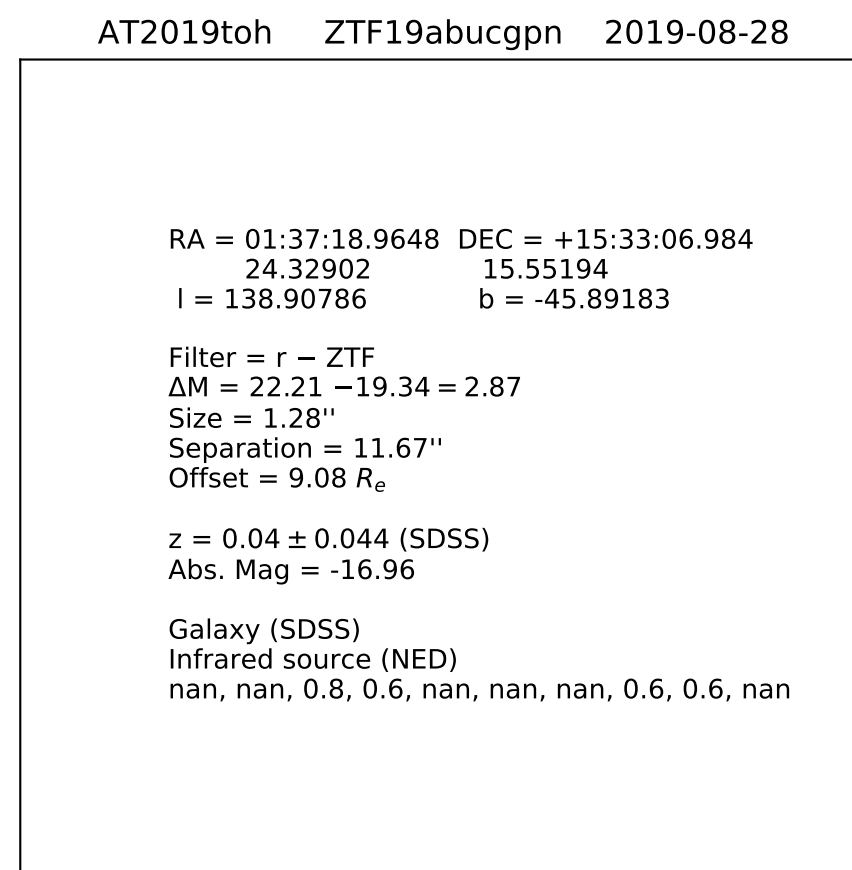 AT2019toh ZTF19abucgpn 2019-08-28
RA = 01:37:18.9648 DEC = +15:33:06.984
24.32902 15.55194
l = 138.90786 b = -45.89183
Filter = r − ZTF
ΔM = 22.21 −19.34 = 2.87
Size = 1.28''
Separation = 11.67''
Offset = 9.08 Re
z = 0.04 ± 0.044 (SDSS)
Abs. Mag = -16.96
Galaxy (SDSS)
Infrared source (NED)
nan, nan, 0.8, 0.6, nan, nan, nan, 0.6, 0.6, nan